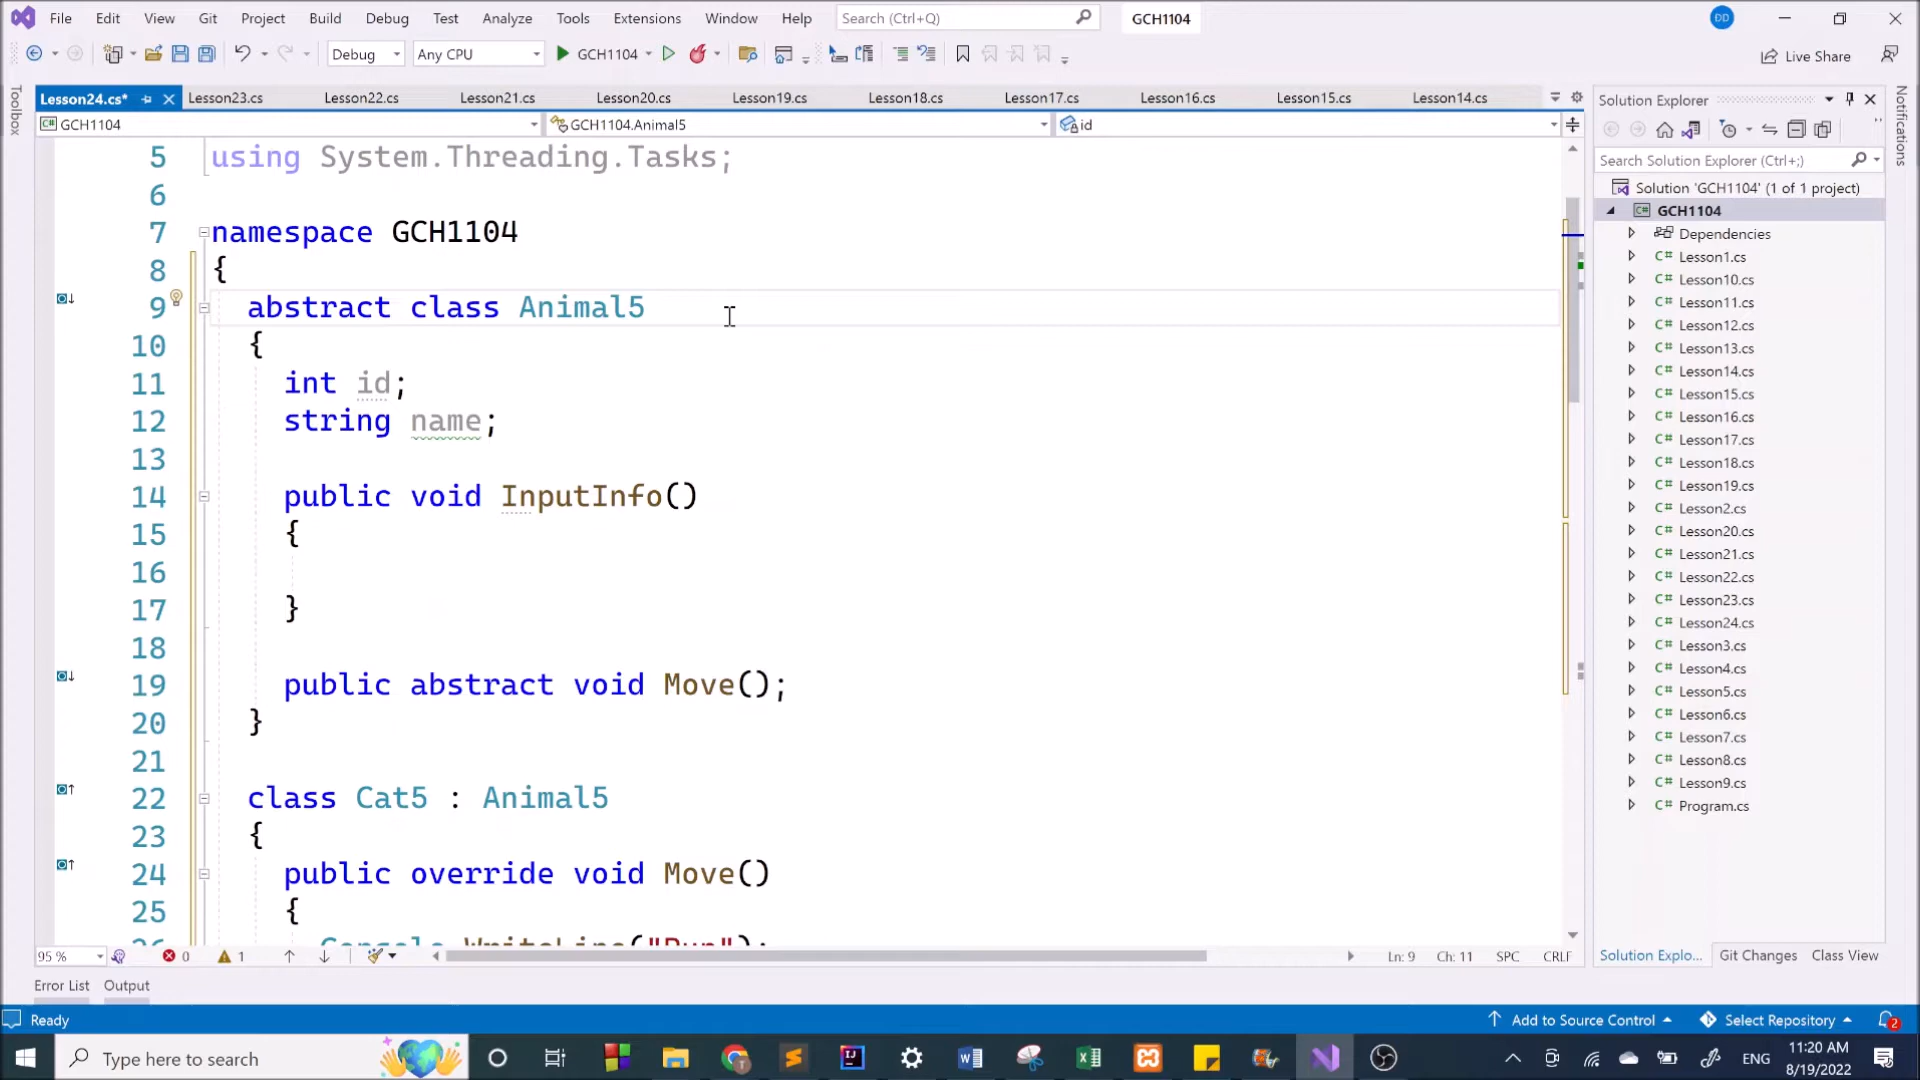 File Edit View Git Project Build Debug Test Analyze Tools Extensions Window Help Search (Ctrl+Q) GCH1104 DD
Debug Any CPU GCH1104 Live Share
Lesson24.cs* Lesson23.cs Lesson22.cs Lesson21.cs Lesson20.cs Lesson19.cs Lesson18.cs Lesson17.cs Lesson16.cs Lesson15.cs Lesson14.cs
GCH1104 GCH1104.Animal5 id
Toolbox
5 using System.Threading.Tasks;
6
7 namespace GCH1104
8 {
9 abstract class Animal5
10 {
11 int id;
12 string name;
13
14 public void InputInfo()
15 {
16
17 }
18
19 public abstract void Move();
20 }
21
22 class Cat5 : Animal5
23 {
24 public override void Move()
25 {
26 Console.WriteLine("Run");
95 % 0 1 Ln: 9 Ch: 11 SPC CRLF
Solution Explorer
Search Solution Explorer (Ctrl+;)
Solution 'GCH1104' (1 of 1 project)
C# GCH1104
Dependencies
C# Lesson1.cs
C# Lesson10.cs
C# Lesson11.cs
C# Lesson12.cs
C# Lesson13.cs
C# Lesson14.cs
C# Lesson15.cs
C# Lesson16.cs
C# Lesson17.cs
C# Lesson18.cs
C# Lesson19.cs
C# Lesson2.cs
C# Lesson20.cs
C# Lesson21.cs
C# Lesson22.cs
C# Lesson23.cs
C# Lesson24.cs
C# Lesson3.cs
C# Lesson4.cs
C# Lesson5.cs
C# Lesson6.cs
C# Lesson7.cs
C# Lesson8.cs
C# Lesson9.cs
C# Program.cs
Solution Explo... Git Changes Class View
Notifications
Error List Output
Ready Add to Source Control Select Repository 2
Type here to search ENG 11:20 AM
8/19/2022